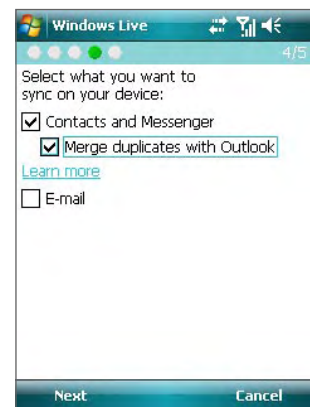 Windows Live
4/5
Select what you want to
sync on your device:
Contacts and Messenger
Merge duplicates with Outlook
Learn more
E-mail
Next Cancel